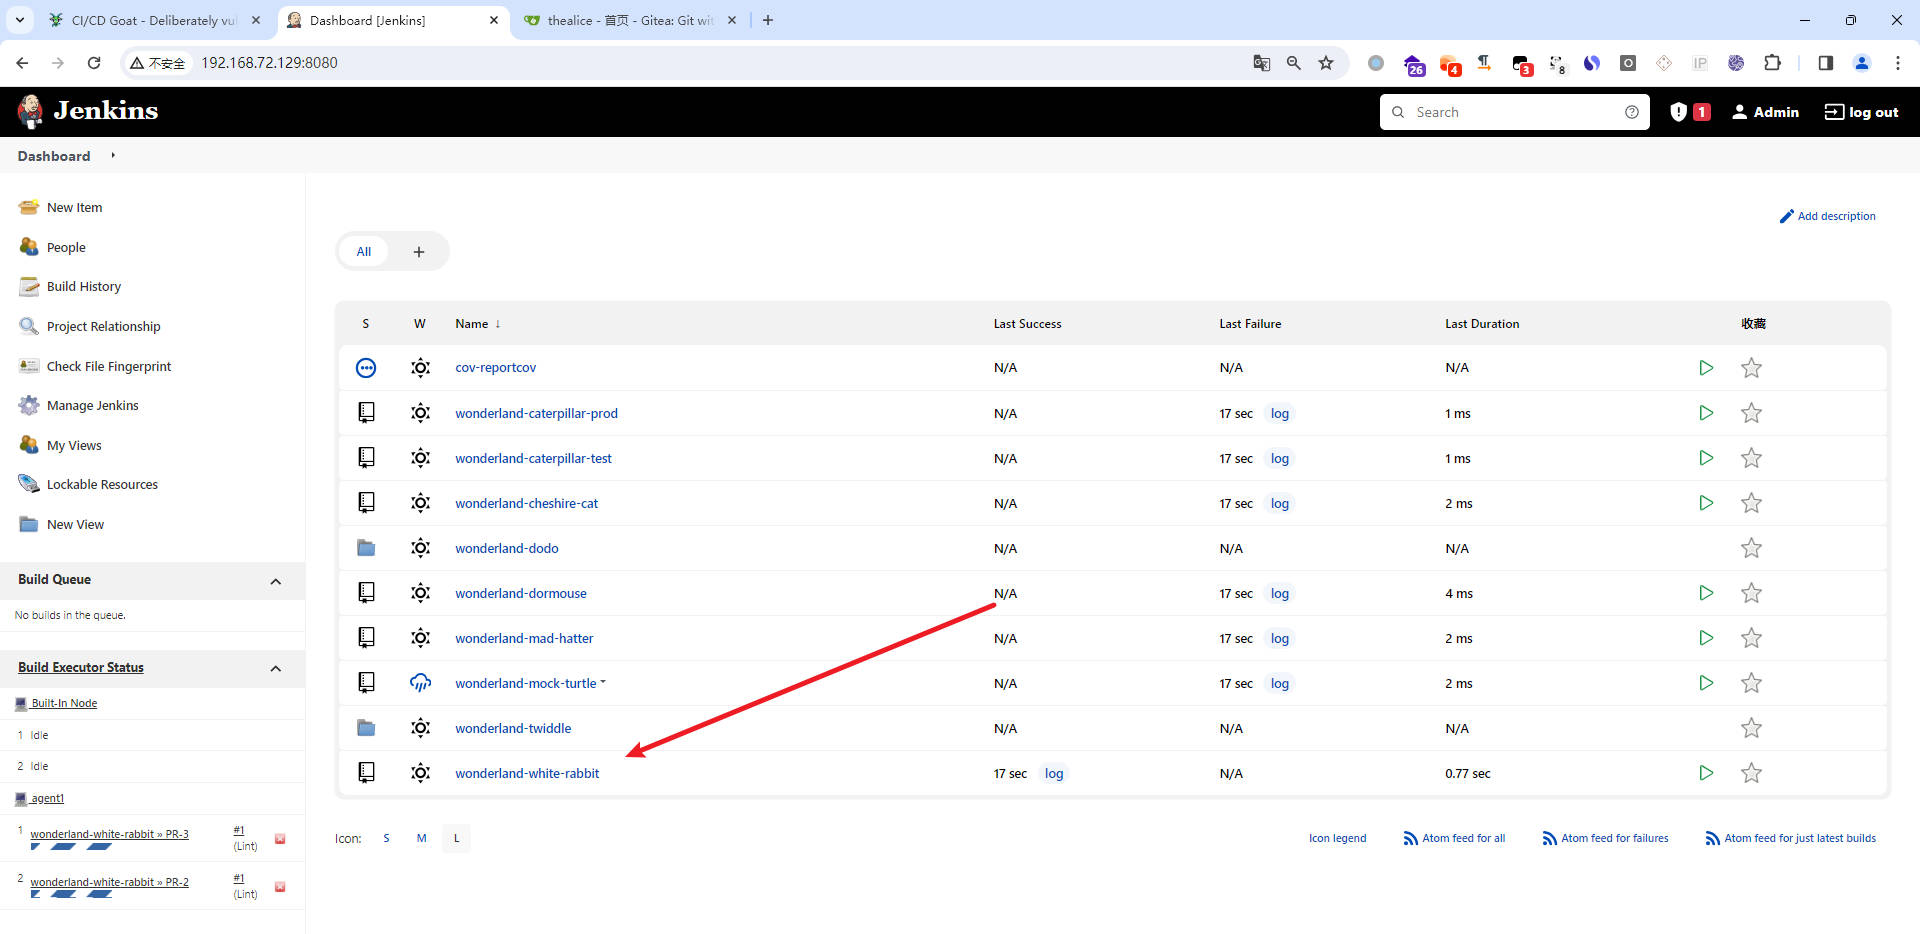 CI/CD Goat - Deliberately vul
Dashboard [Jenkins]
thealice - 首页 - Gitea: Git wit
不安全 192.168.72.129:8080
26 4 3 8 IP
Jenkins
Search
1
Admin
log out
Dashboard
New Item
People
Build History
Project Relationship
Check File Fingerprint
Manage Jenkins
My Views
Lockable Resources
New View
Build Queue
No builds in the queue.
Build Executor Status
Built-In Node
1 Idle
2 Idle
agent1
1 wonderland-white-rabbit » PR-3 #1
(Lint)
2 wonderland-white-rabbit » PR-2 #1
(Lint)
Add description
All +
S W Name ↓ Last Success Last Failure Last Duration 收藏
cov-reportcov N/A N/A N/A
wonderland-caterpillar-prod N/A 17 sec log 1 ms
wonderland-caterpillar-test N/A 17 sec log 1 ms
wonderland-cheshire-cat N/A 17 sec log 2 ms
wonderland-dodo N/A N/A N/A
wonderland-dormouse N/A 17 sec log 4 ms
wonderland-mad-hatter N/A 17 sec log 2 ms
wonderland-mock-turtle N/A 17 sec log 2 ms
wonderland-twiddle N/A N/A N/A
wonderland-white-rabbit 17 sec log N/A 0.77 sec
Icon: S M L
Icon legend Atom feed for all Atom feed for failures Atom feed for just latest builds